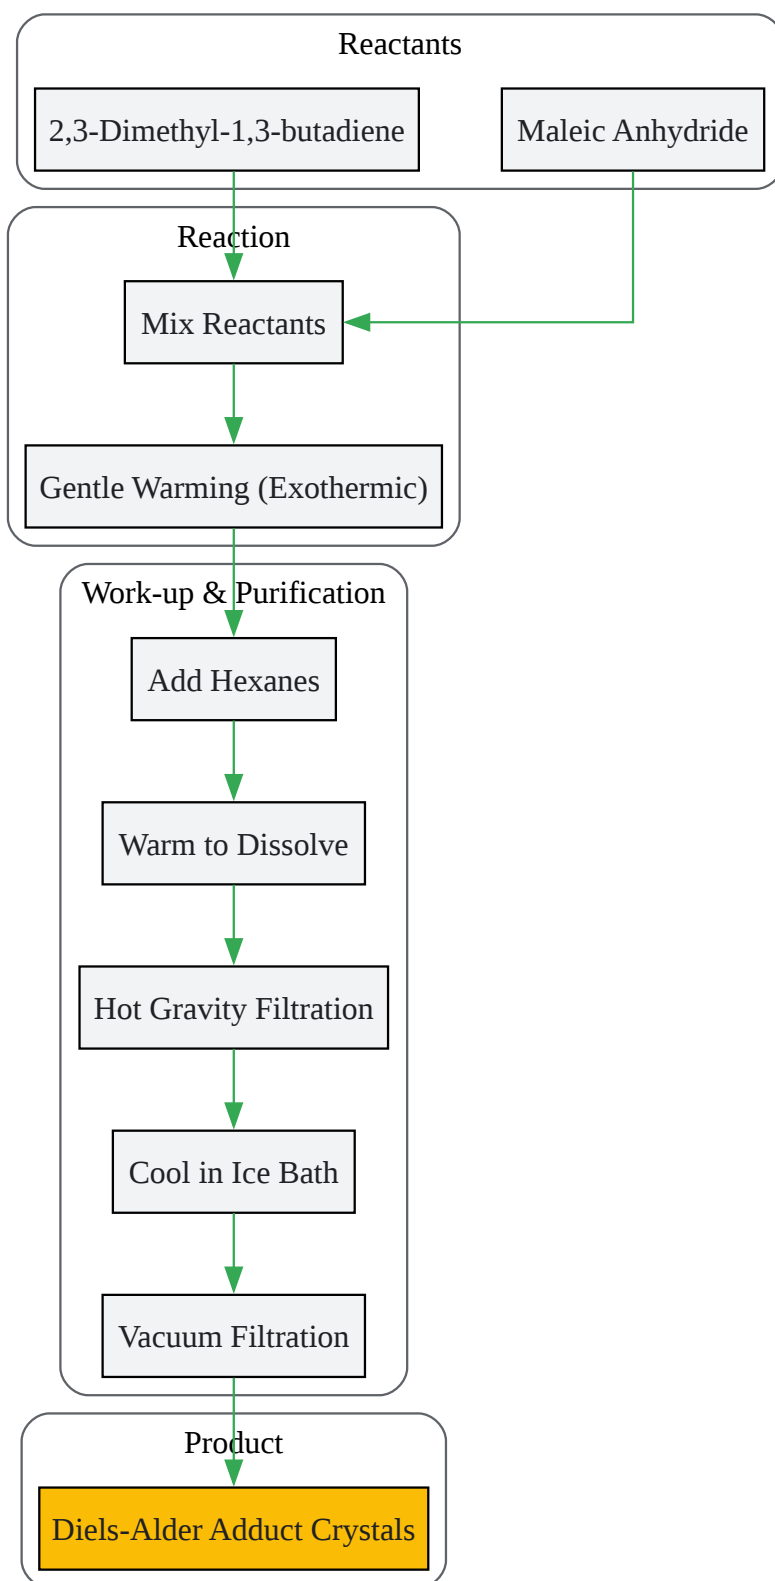 Reactants
2,3-Dimethyl-1,3-butadiene
Maleic Anhydride
Reaction
Mix Reactants
Gentle Warming (Exothermic)
Work-up & Purification
Add Hexanes
Warm to Dissolve
Hot Gravity Filtration
Cool in Ice Bath
Vacuum Filtration
Product
Diels-Alder Adduct Crystals